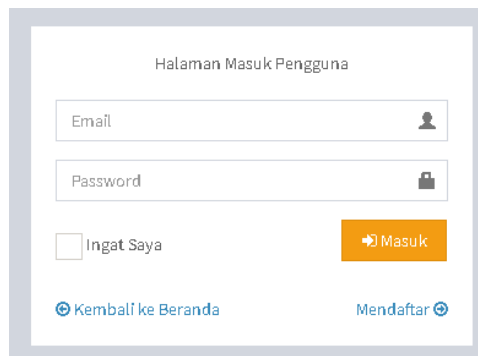 Halaman Masuk Pengguna
Email
Password
Ingat Saya
Masuk
Kembali ke Beranda
Mendaftar